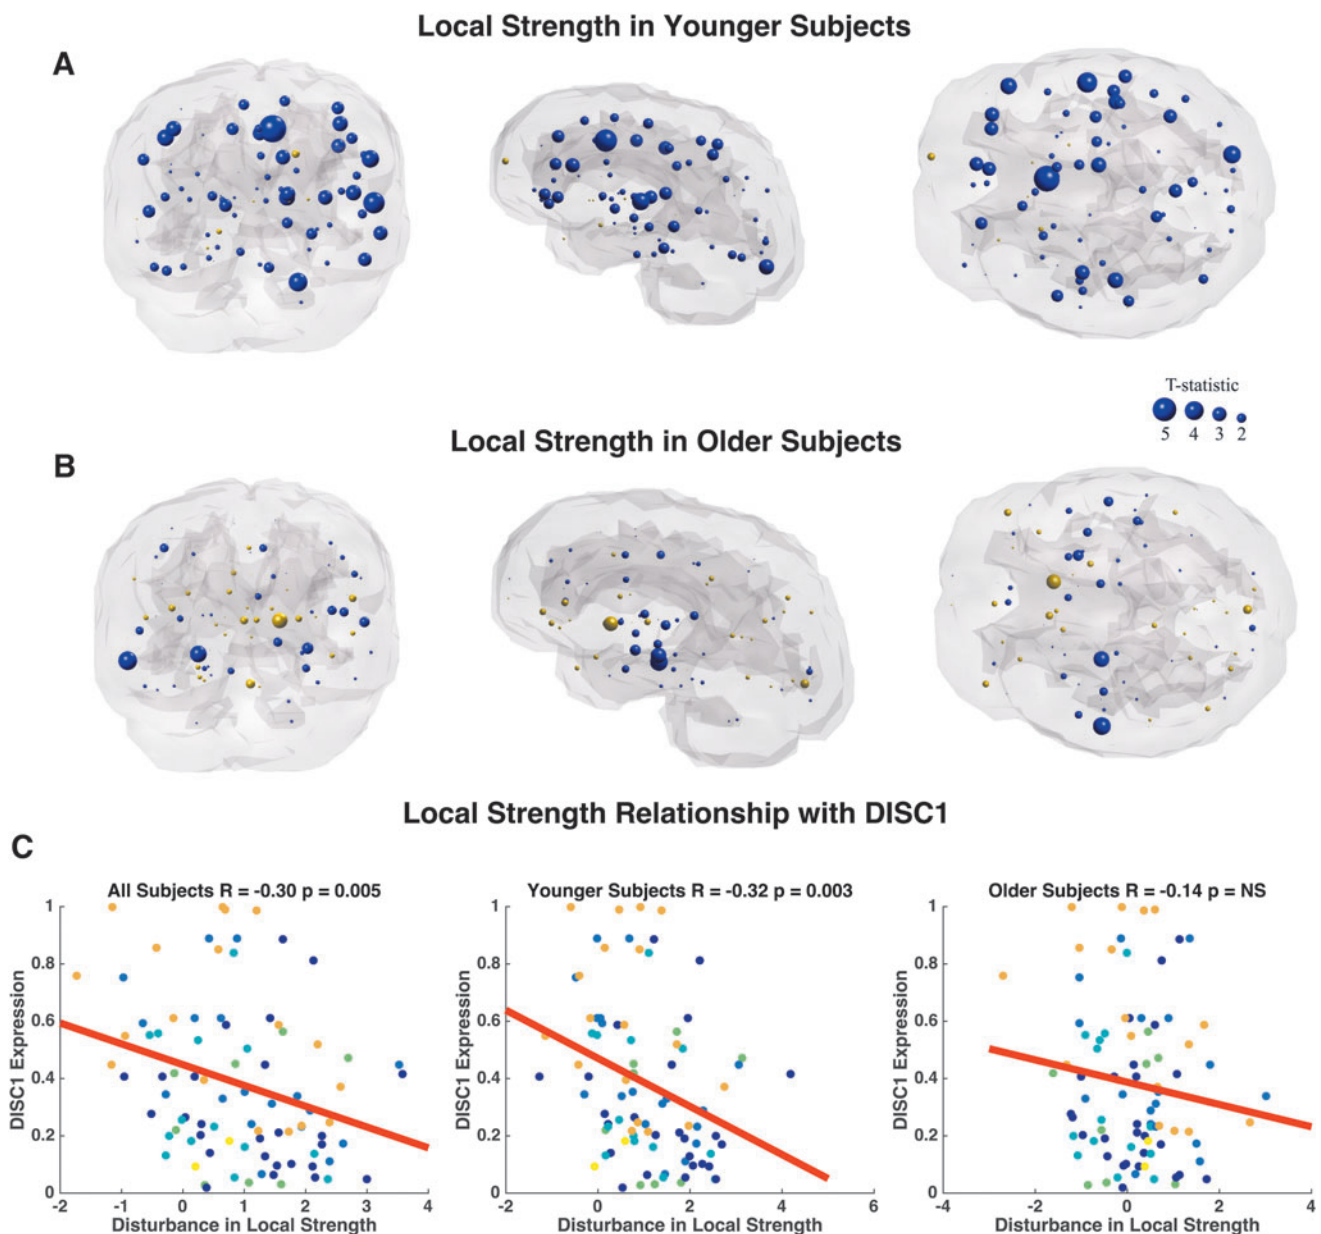 Local Strength in Younger Subjects
A
T-statistic
5 4 3 2
Local Strength in Older Subjects
B
Local Strength Relationship with DISC1
C
All Subjects R = -0.30 p = 0.005
Younger Subjects R = -0.32 p = 0.003
Older Subjects R = -0.14 p = NS
DISC1 Expression
1
0.8
0.6
0.4
0.2
0
-2 -1 0 1 2 3 4
Disturbance in Local Strength
DISC1 Expression
1
0.8
0.6
0.4
0.2
0
-2 0 2 4 6
Disturbance in Local Strength
DISC1 Expression
1
0.8
0.6
0.4
0.2
0
-4 -2 0 2 4
Disturbance in Local Strength